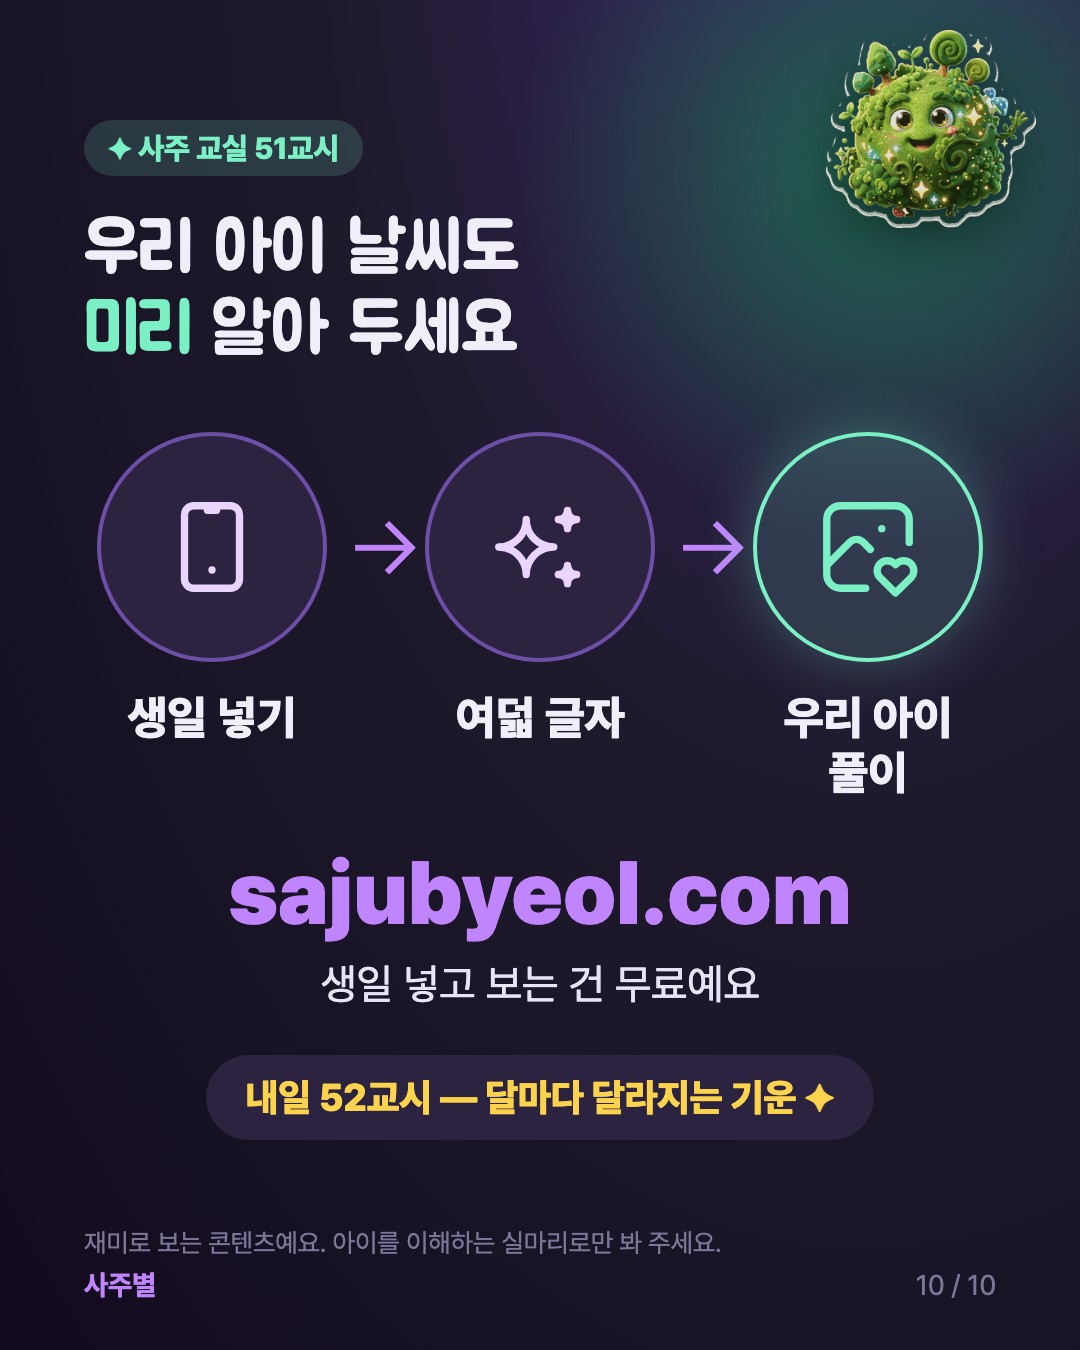 ✦ 사주 교실 51교시
우리 아이 날씨도
미리 알아 두세요
생일 넣기
여덟 글자
우리 아이
풀이
sajubyeol.com
생일 넣고 보는 건 무료예요
내일 52교시 — 달마다 달라지는 기운 ✦
재미로 보는 콘텐츠예요. 아이를 이해하는 실마리로만 봐 주세요.
사주별
10 / 10